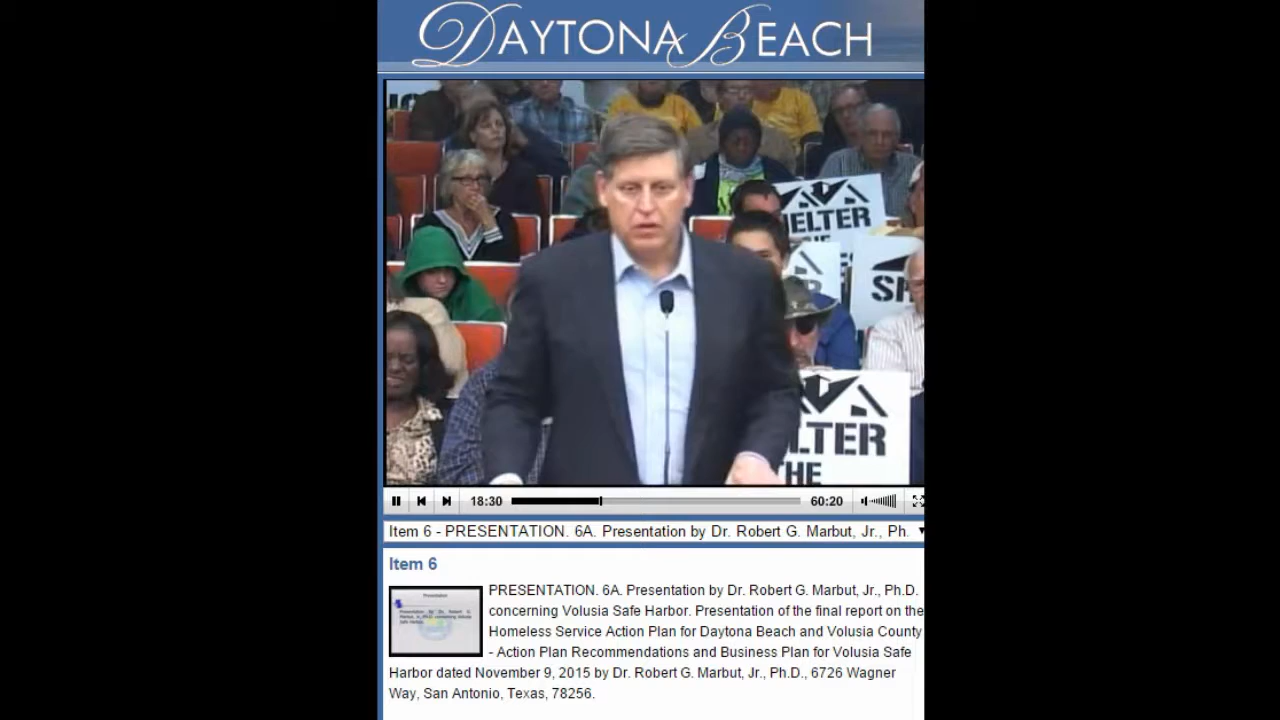 DAYTONA BEACH
ELTER
SH
LTER
THE
18:30 60:20
Item 6 - PRESENTATION. 6A. Presentation by Dr. Robert G. Marbut, Jr., Ph.
Item 6
PRESENTATION. 6A. Presentation by Dr. Robert G. Marbut, Jr., Ph.D.
concerning Volusia Safe Harbor. Presentation of the final report on the
Homeless Service Action Plan for Daytona Beach and Volusia County
- Action Plan Recommendations and Business Plan for Volusia Safe
Harbor dated November 9, 2015 by Dr. Robert G. Marbut, Jr., Ph.D., 6726 Wagner
Way, San Antonio, Texas, 78256.